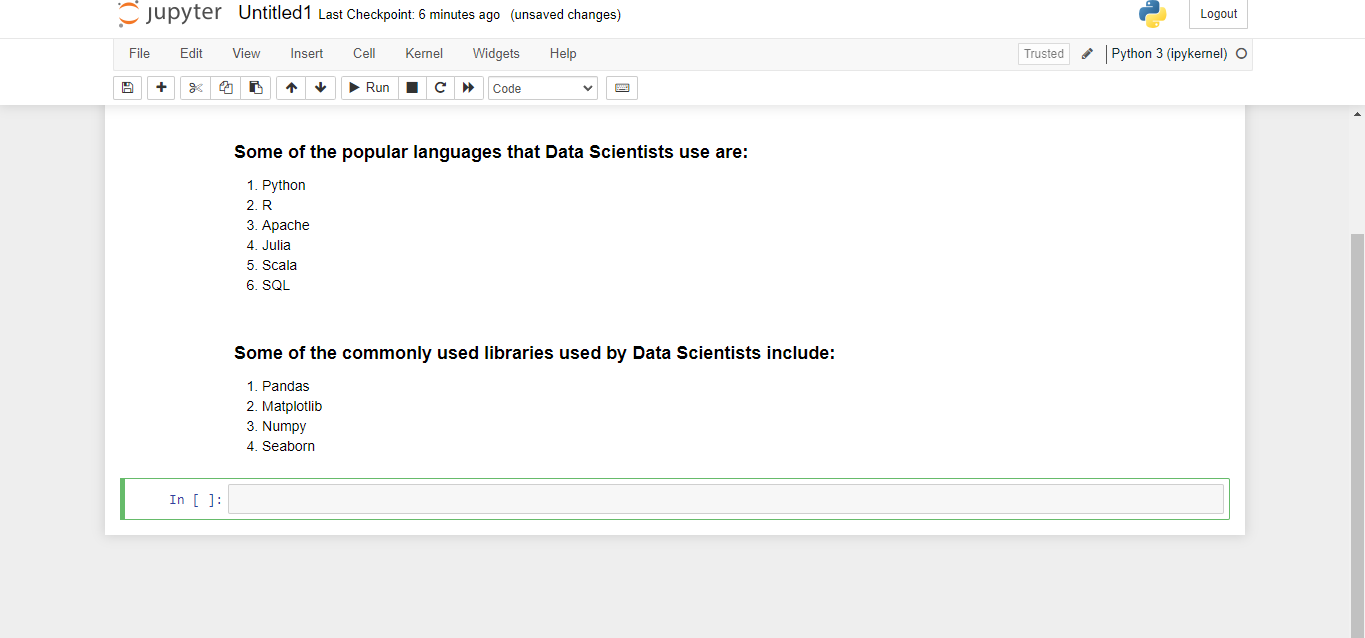 jupyter Untitled1 Last Checkpoint: 6 minutes ago (unsaved changes) Logout
File Edit View Insert Cell Kernel Widgets Help Trusted Python 3 (ipykernel)
Run Code
Some of the popular languages that Data Scientists use are:
1. Python
2. R
3. Apache
4. Julia
5. Scala
6. SQL
Some of the commonly used libraries used by Data Scientists include:
1. Pandas
2. Matplotlib
3. Numpy
4. Seaborn
In [ ]: